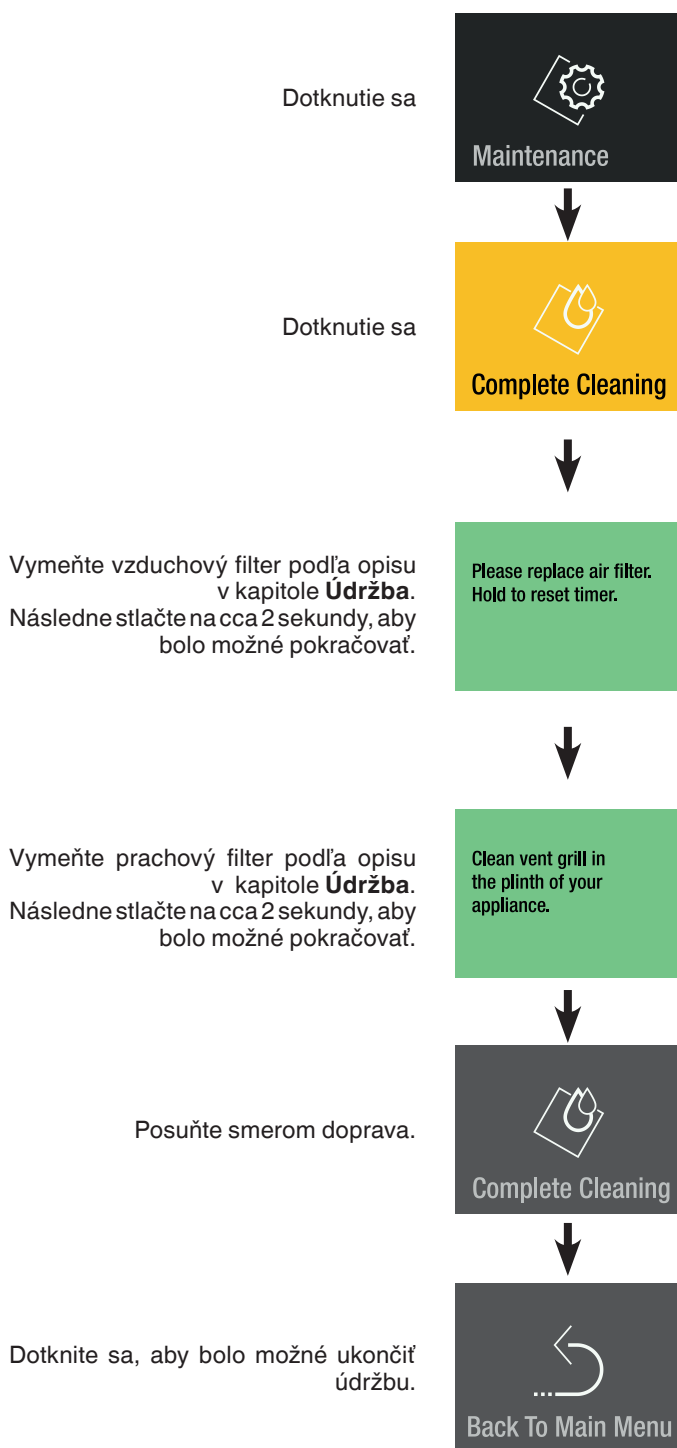 Dotknutie sa
Maintenance
Dotknutie sa
Complete Cleaning
Vymeňte vzduchový filter podľa opisu
v kapitole Údržba.
Následne stlačte na cca 2 sekundy, aby
bolo možné pokračovať.
Please replace air filter.
Hold to reset timer.
Vymeňte prachový filter podľa opisu
v kapitole Údržba.
Následne stlačte na cca 2 sekundy, aby
bolo možné pokračovať.
Clean vent grill in
the plinth of your
appliance.
Posuňte smerom doprava.
Complete Cleaning
Dotknite sa, aby bolo možné ukončiť
údržbu.
Back To Main Menu